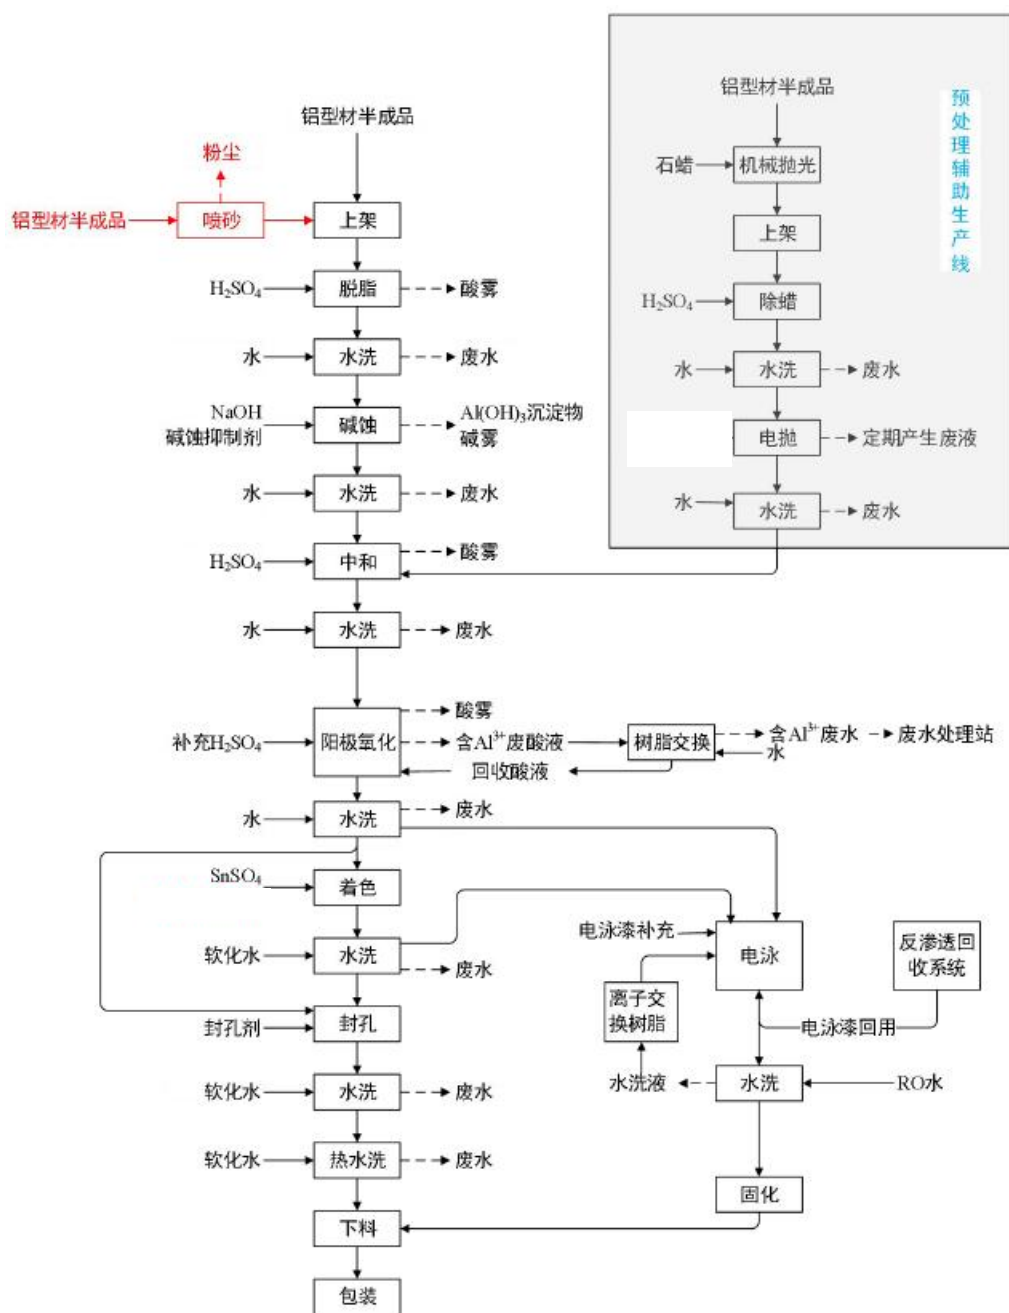 铝型材半成品
粉尘
铝型材半成品
喷砂
上架
H₂SO₄
脱脂
酸雾
水
水洗
废水
NaOH
碱蚀抑制剂
碱蚀
Al(OH)₃沉淀物
碱雾
水
水洗
废水
H₂SO₄
中和
酸雾
水
水洗
废水
补充H₂SO₄
阳极氧化
酸雾
含Al³⁺废酸液
回收酸液
树脂交换
含Al³⁺废水
废水处理站
水
水
水洗
废水
SnSO₄
着色
软化水
水洗
废水
封孔剂
封孔
软化水
水洗
废水
软化水
热水洗
废水
下料
包装
预处理辅助生产线
铝型材半成品
石蜡
机械抛光
上架
H₂SO₄
除蜡
水
水洗
废水
电抛
定期产生废液
水
水洗
废水
电泳漆补充
电泳
反渗透回
收系统
离子交
换树脂
电泳漆回用
水洗液
水洗
RO水
固化